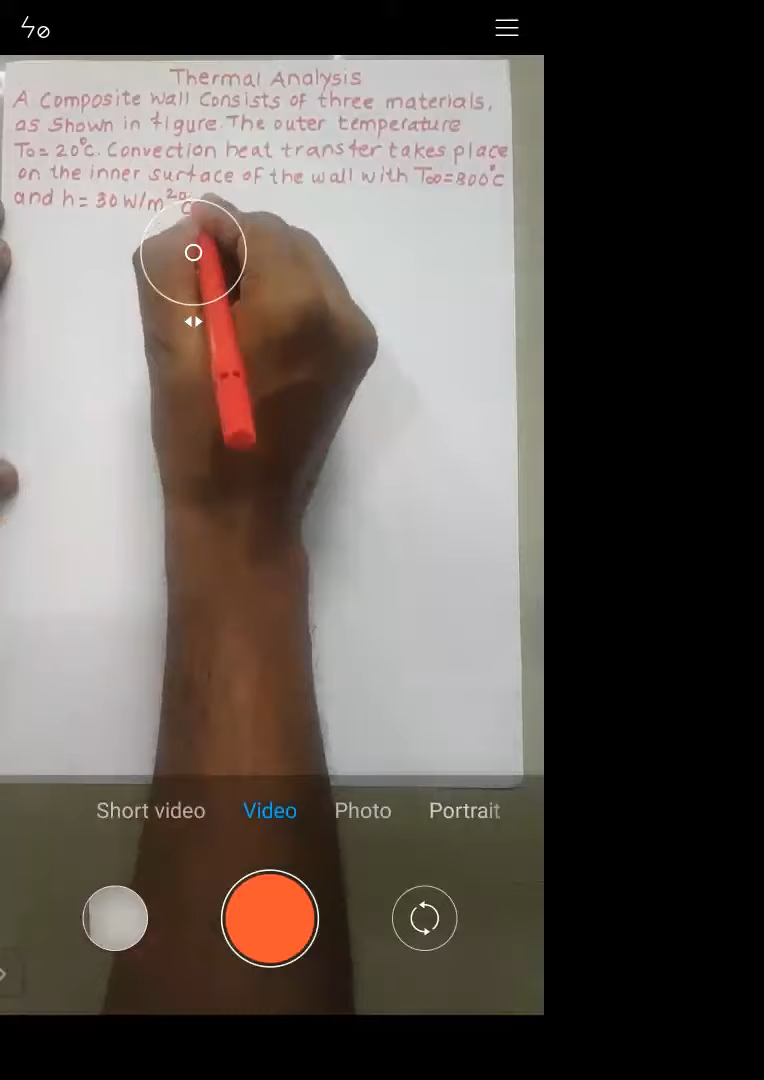 Thermal Analysis
A Composite wall Consists of three materials,
as Shown in figure. The outer temperature
T0= 20°c. Convection heat transfer takes place
on the inner surface of the wall with T∞=800°c
and h= 30 W/m²°c
Short video Video Photo Portrait